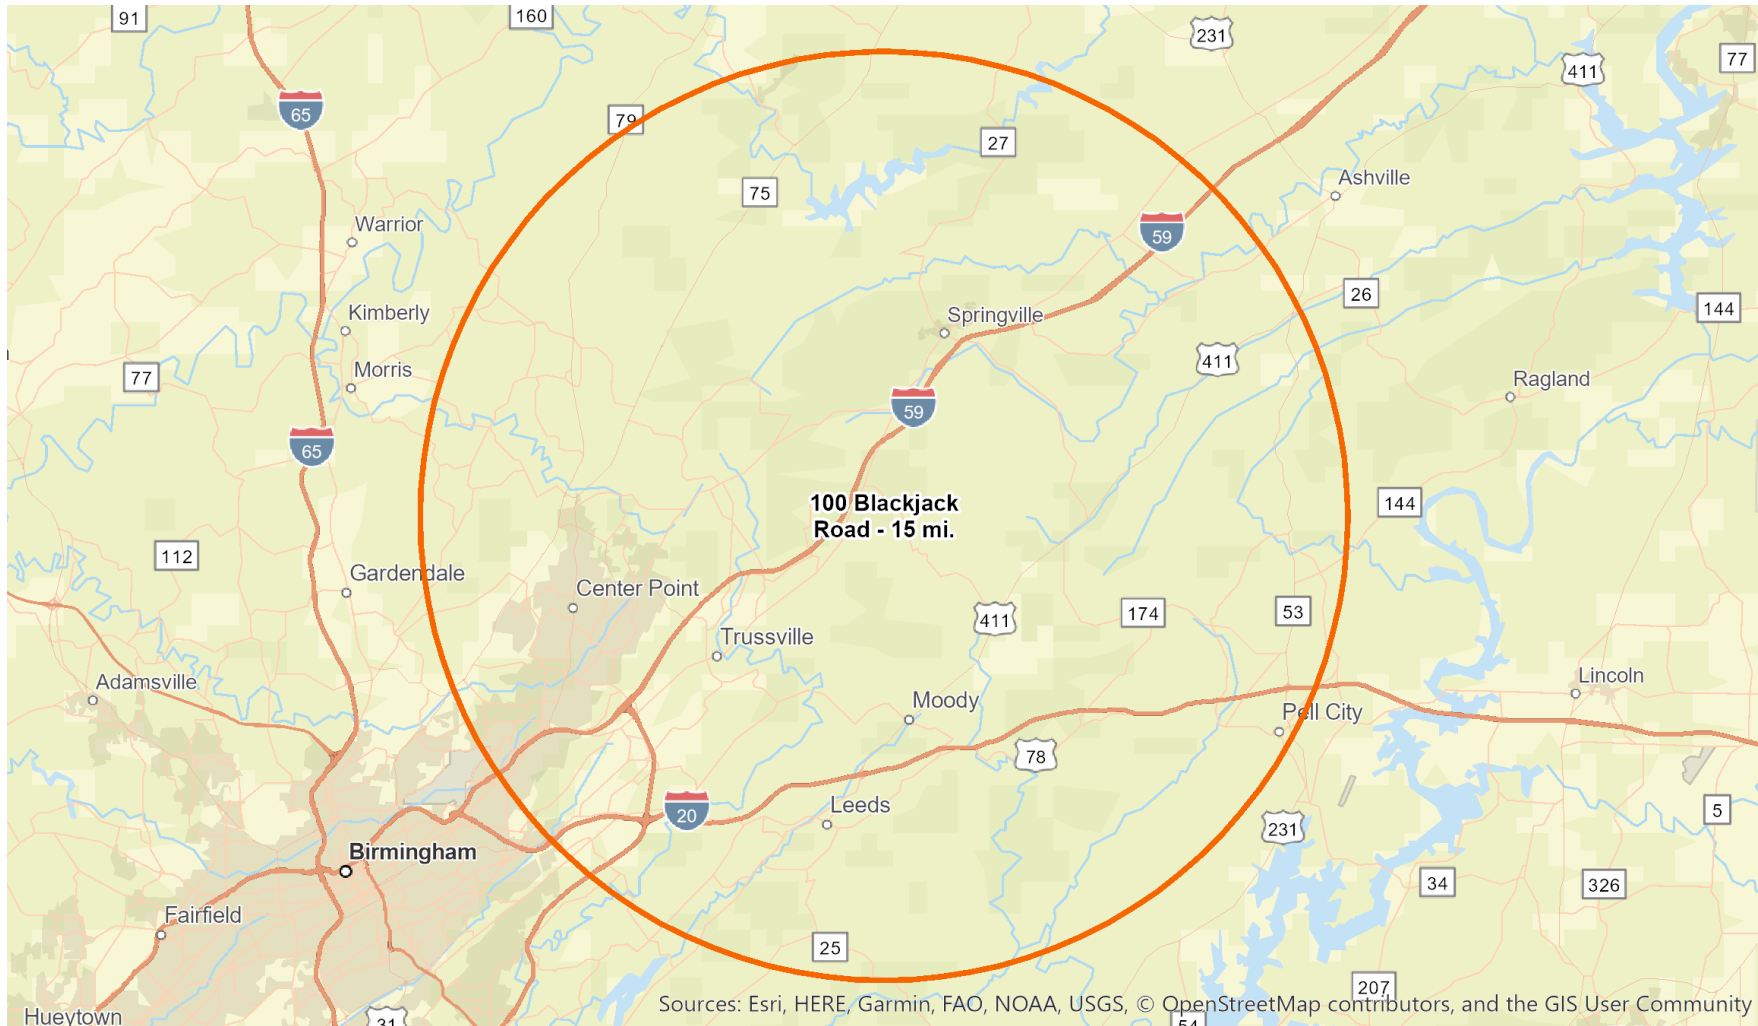 91
160
231
411
77
65
79
27
75
Ashville
Warrior
59
26
Kimberly
Springville
144
411
77
Morris
Ragland
59
65
100 Blackjack
Road - 15 mi.
144
112
Gardendale
Center Point
411
174
53
Trussville
Adamsville
Lincoln
Moody
Pell City
78
20
Leeds
5
231
Birmingham
34
326
Fairfield
25
207
Sources: Esri, HERE, Garmin, FAO, NOAA, USGS, © OpenStreetMap contributors, and the GIS User Community
Hueytown
31
54